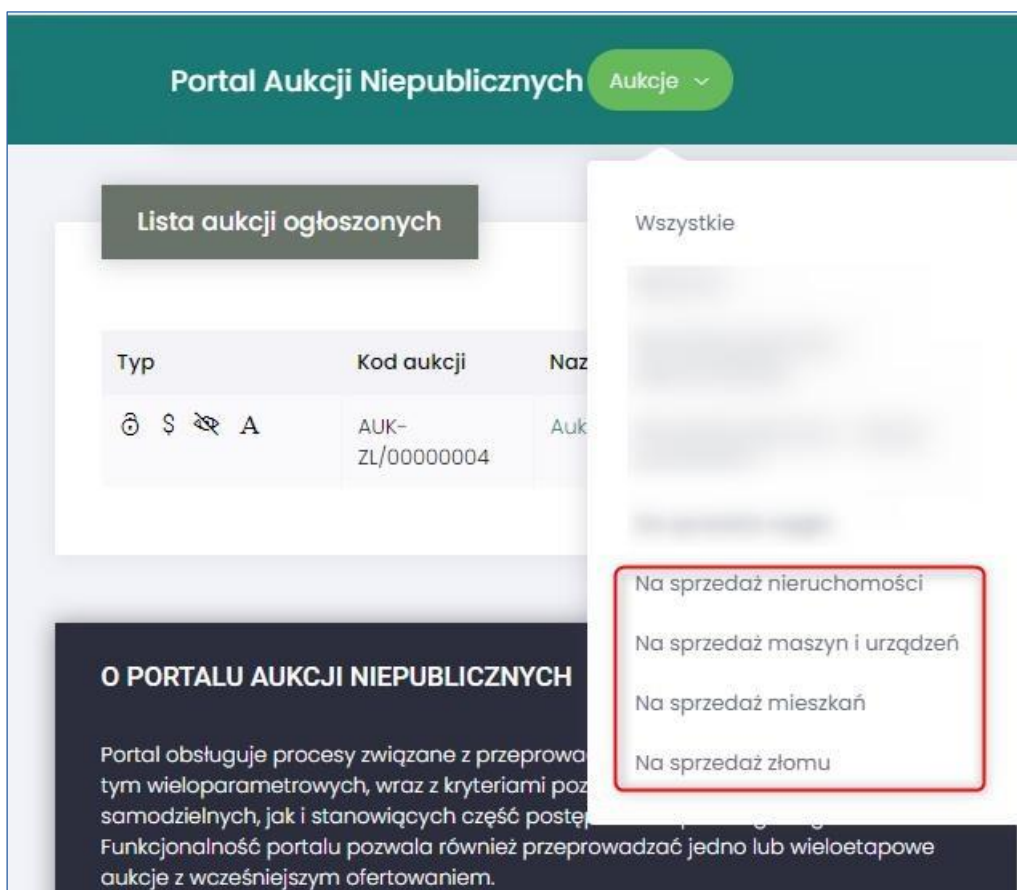 Portal Aukcji Niepublicznych
Aukcje
Lista aukcji ogłoszonych
Typ
Kod aukcji
Naz
$
A
AUK-
ZL/00000004
Auk
Wszystkie
Na sprzedaż nieruchomości
Na sprzedaż maszyn i urządzeń
Na sprzedaż mieszkań
Na sprzedaż złomu
O PORTALU AUKCJI NIEPUBLICZNYCH
Portal obsługuje procesy związane z przeprowa
tym wieloparametrowych, wraz z kryteriami poz
samodzielnych, jak i stanowiących część postęp
Funkcjonalność portalu pozwala również przeprowadzać jedno lub wieloetapowe
aukcje z wcześniejszym ofertowaniem.